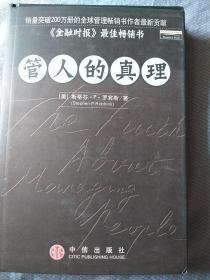 销量突破200万册的全球管理畅销书作者最新贡献
《金融时报》最佳畅销书
管人的真理
[美] 斯蒂芬·P·罗宾斯/著
(Stephen P. Robbins)
The Truth
About
Managing
People
中信出版社
CITIC PUBLISHING HOUSE